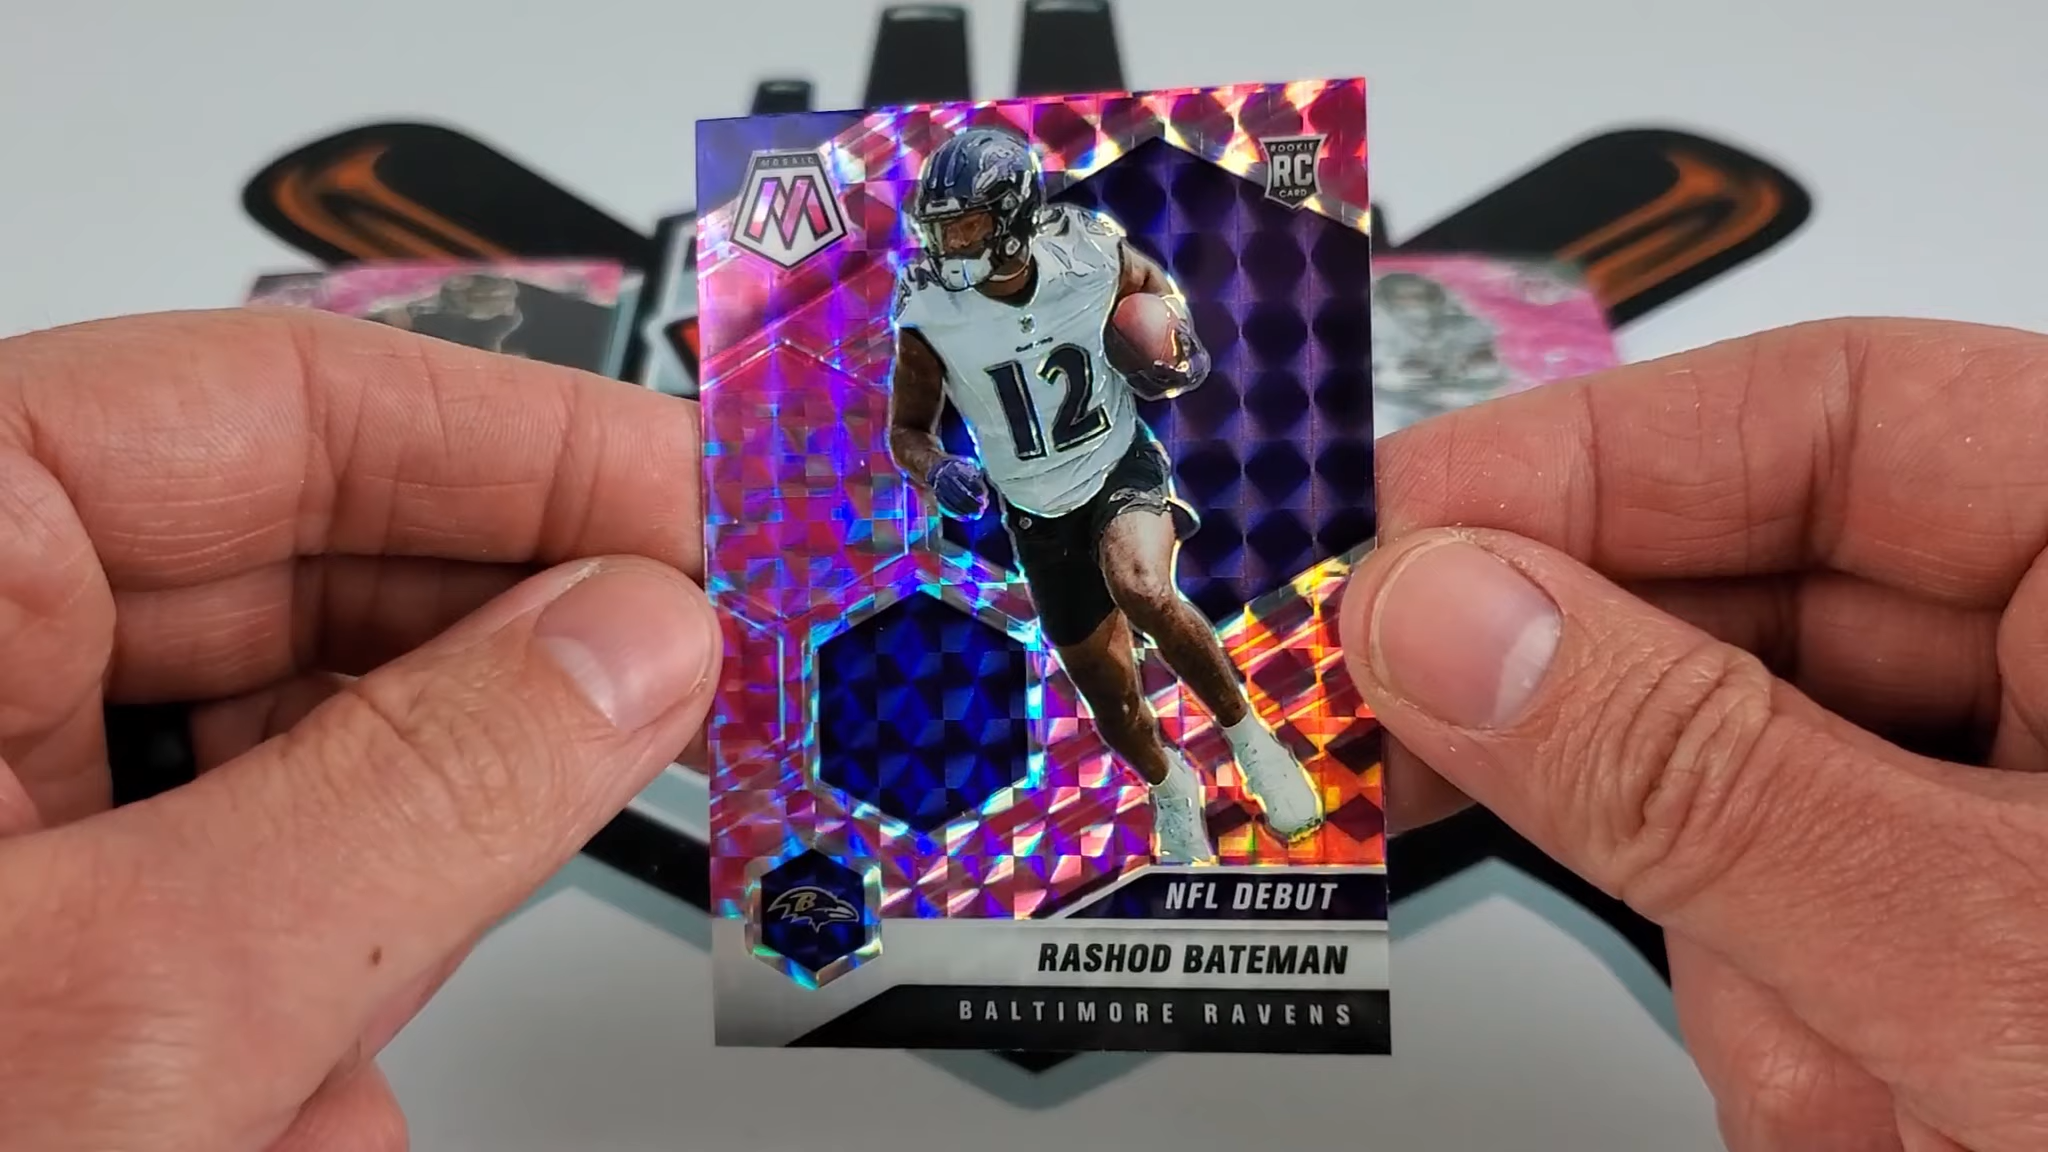 MOSAIC
M
ROOKIE
RC
CARD
12
B
NFL DEBUT
RASHOD BATEMAN
BALTIMORE RAVENS